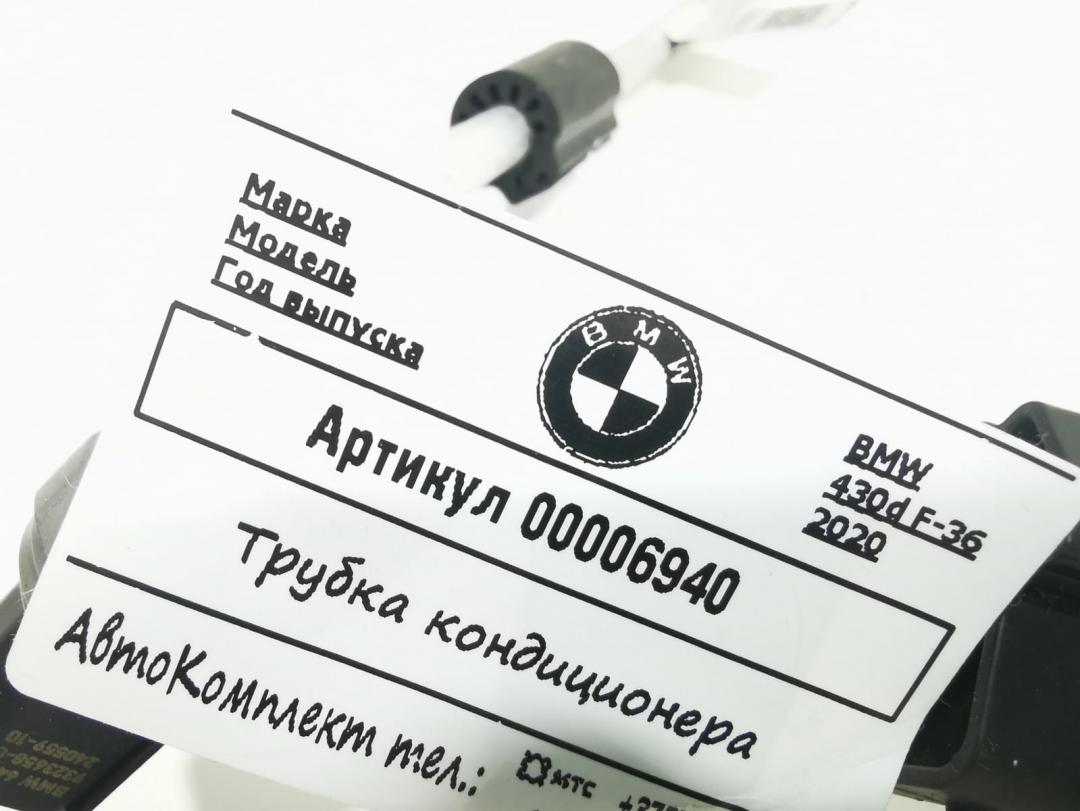 Марка
Модель
Год выпуска
BMW
BMW
430d F-36
2020
Артикул 00006940
Трубка кондиционера
АвтоКомплект тел.:
МТС